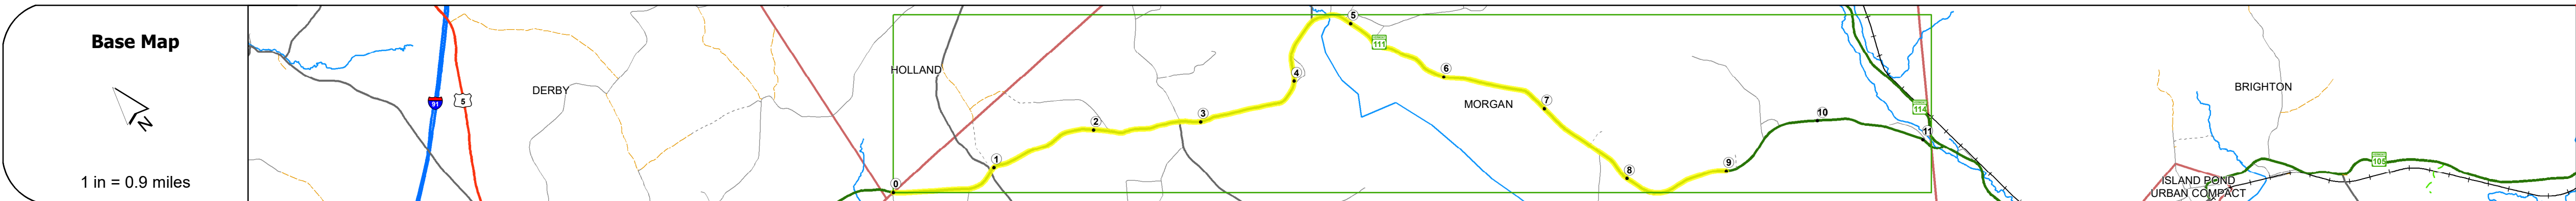 Base Map
N
1 in = 0.9 miles
91
5
DERBY
HOLLAND
0
1
2
3
4
5
111
6
MORGAN
7
8
9
10
114
11
BRIGHTON
105
ISLAND POND
URBAN COMPACT